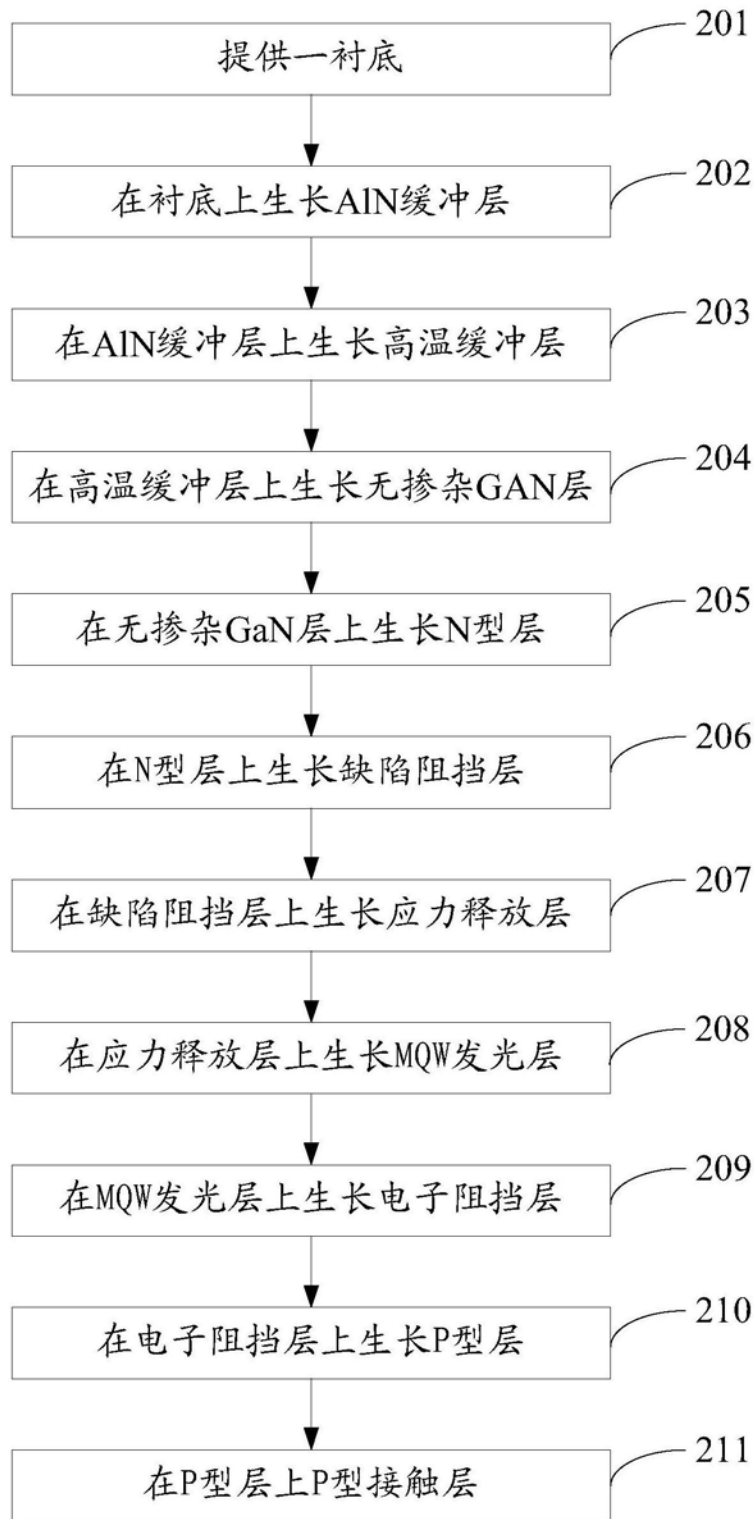 提供一衬底
201
在衬底上生长AlN缓冲层
202
在AlN缓冲层上生长高温缓冲层
203
在高温缓冲层上生长无掺杂GAN层
204
在无掺杂GaN层上生长N型层
205
在N型层上生长缺陷阻挡层
206
在缺陷阻挡层上生长应力释放层
207
在应力释放层上生长MQW发光层
208
在MQW发光层上生长电子阻挡层
209
在电子阻挡层上生长P型层
210
在P型层上P型接触层
211